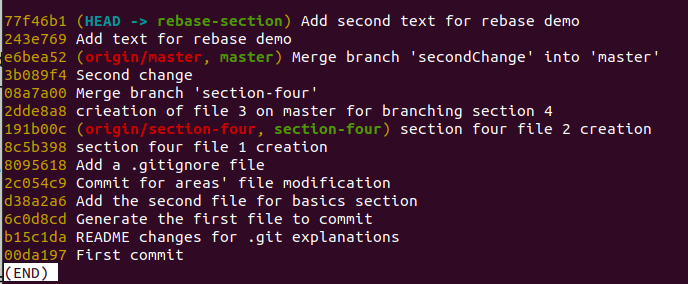 77f46b1 (HEAD -> rebase-section) Add second text for rebase demo
243e769 Add text for rebase demo
e6bea52 (origin/master, master) Merge branch 'secondChange' into 'master'
3b089f4 Second change
08a7a00 Merge branch 'section-four'
2dde8a8 crieation of file 3 on master for branching section 4
191b00c (origin/section-four, section-four) section four file 2 creation
8c5b398 section four file 1 creation
8095618 Add a .gitignore file
2c054c9 Commit for areas' file modification
d38a2a6 Add the second file for basics section
6c0d8cd Generate the first file to commit
b15c1da README changes for .git explanations
00da197 First commit
(END)